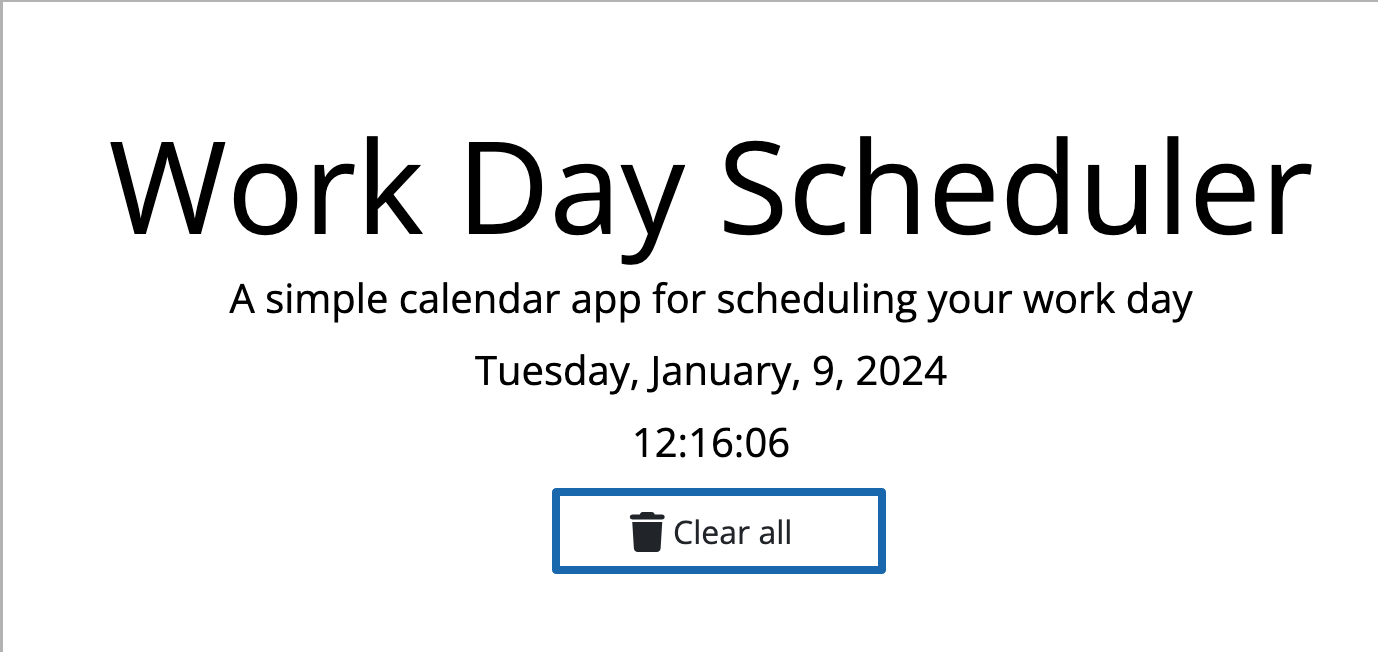 Work Day Scheduler
A simple calendar app for scheduling your work day
Tuesday, January, 9, 2024
12:16:06
Clear all